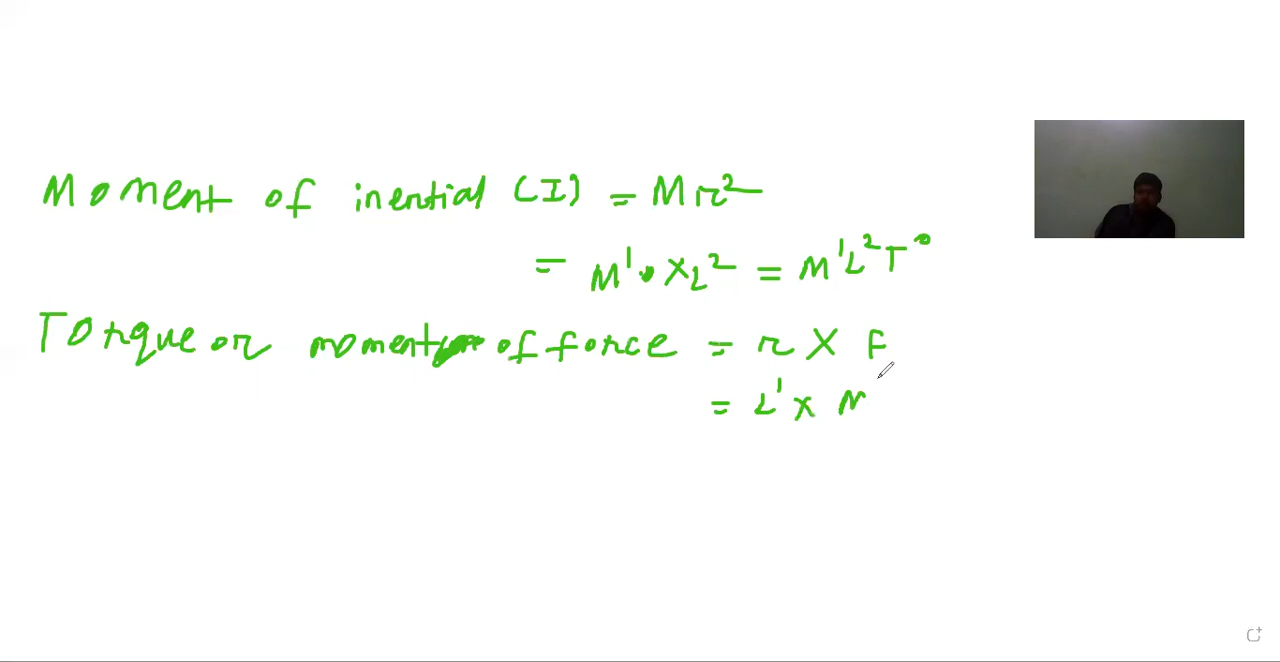 Moment of inertial (I) = Mr²
= M¹ . X L² = M¹L²T⁰
Torque or moment of force = r X F
= L¹ X M